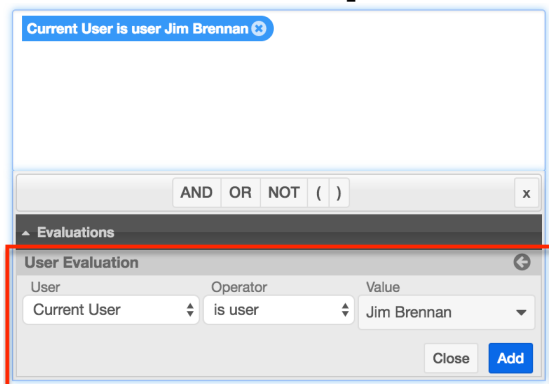 Current User is user Jim Brennan
AND OR NOT ( ) x
Evaluations
User Evaluation
User Operator Value
Current User is user Jim Brennan
Close Add